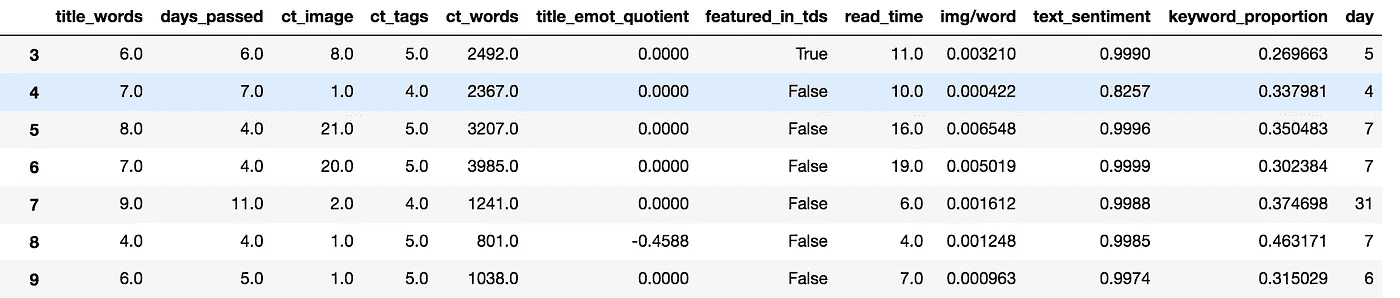 title_words days_passed ct_image ct_tags ct_words title_emot_quotient featured_in_tds read_time img/word text_sentiment keyword_proportion day
3 6.0 6.0 8.0 5.0 2492.0 0.0000 True 11.0 0.003210 0.9990 0.269663 5
4 7.0 7.0 1.0 4.0 2367.0 0.0000 False 10.0 0.000422 0.8257 0.337981 4
5 8.0 4.0 21.0 5.0 3207.0 0.0000 False 16.0 0.006548 0.9996 0.350483 7
6 7.0 4.0 20.0 5.0 3985.0 0.0000 False 19.0 0.005019 0.9999 0.302384 7
7 9.0 11.0 2.0 4.0 1241.0 0.0000 False 6.0 0.001612 0.9988 0.374698 31
8 4.0 4.0 1.0 5.0 801.0 -0.4588 False 4.0 0.001248 0.9985 0.463171 7
9 6.0 5.0 1.0 5.0 1038.0 0.0000 False 7.0 0.000963 0.9974 0.315029 6